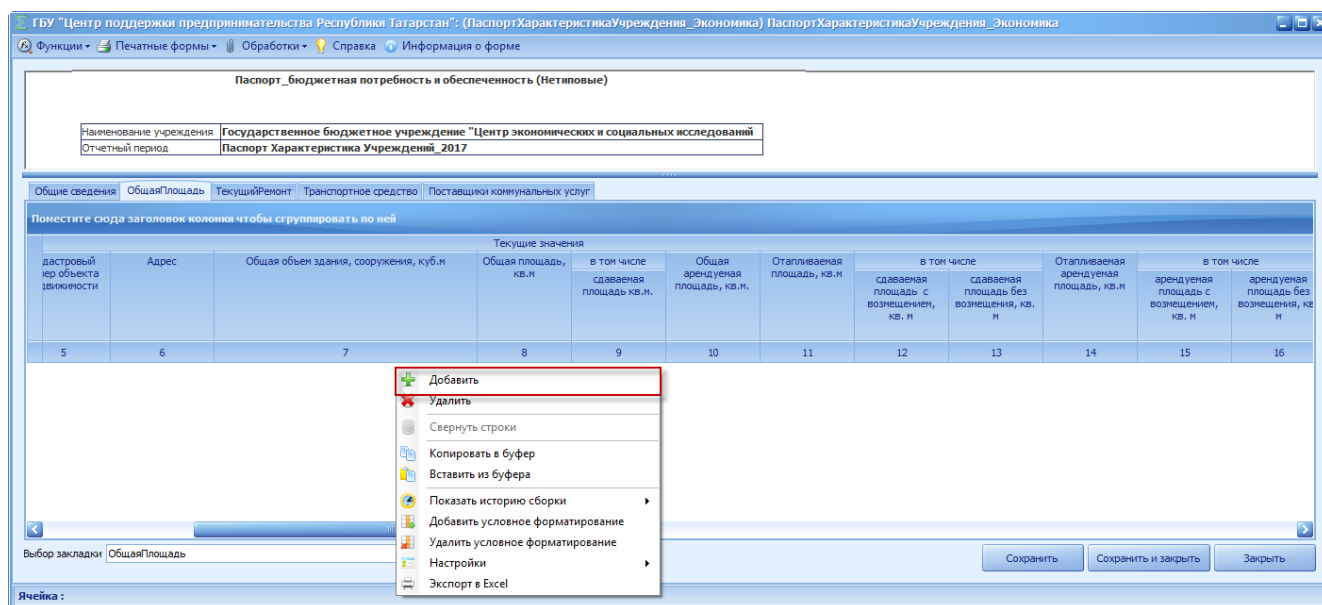 ГБУ "Центр поддержки предпринимательства Республики Татарстан": (ПаспортХарактеристикаУчреждения_Экономика) ПаспортХарактеристикаУчреждения_Экономика
Функции Печатные формы Обработки Справка Информация о форме
Паспорт_бюджетная потребность и обеспеченность (Нетиповые)
Наименование учреждения Государственное бюджетное учреждение "Центр экономических и социальных исследований
Отчетный период Паспорт Характеристика Учреждений_2017
Общие сведения ОбщаяПлощадь ТекущийРемонт Транспортное средство Поставщики коммунальных услуг
Поместите сюда заголовок колонки чтобы сгруппировать по ней
Текущие значения
дастровый
ер объекта
движимости
Адрес
Общая объем здания, сооружения, куб.м
Общая площадь,
кв.м
в том числе
сдаваемая
площадь кв.м.
Общая
арендуемая
площадь, кв.м.
Отапливаемая
площадь, кв.м
в том числе
сдаваемая
площадь с
возмещением,
кв. м
сдаваемая
площадь без
возмещения, кв.
м
Отапливаемая
арендуемая
площадь, кв.м
в том числе
арендуемая
площадь с
возмещением,
кв. м
арендуемая
площадь без
возмещения, кв
м
5 6 7 8 9 10 11 12 13 14 15 16
Добавить
Удалить
Свернуть строки
Копировать в буфер
Вставить из буфера
Показать историю сборки
Добавить условное форматирование
Удалить условное форматирование
Настройки
Экспорт в Excel
Выбор закладки ОбщаяПлощадь
Сохранить Сохранить и закрыть Закрыть
Ячейка :